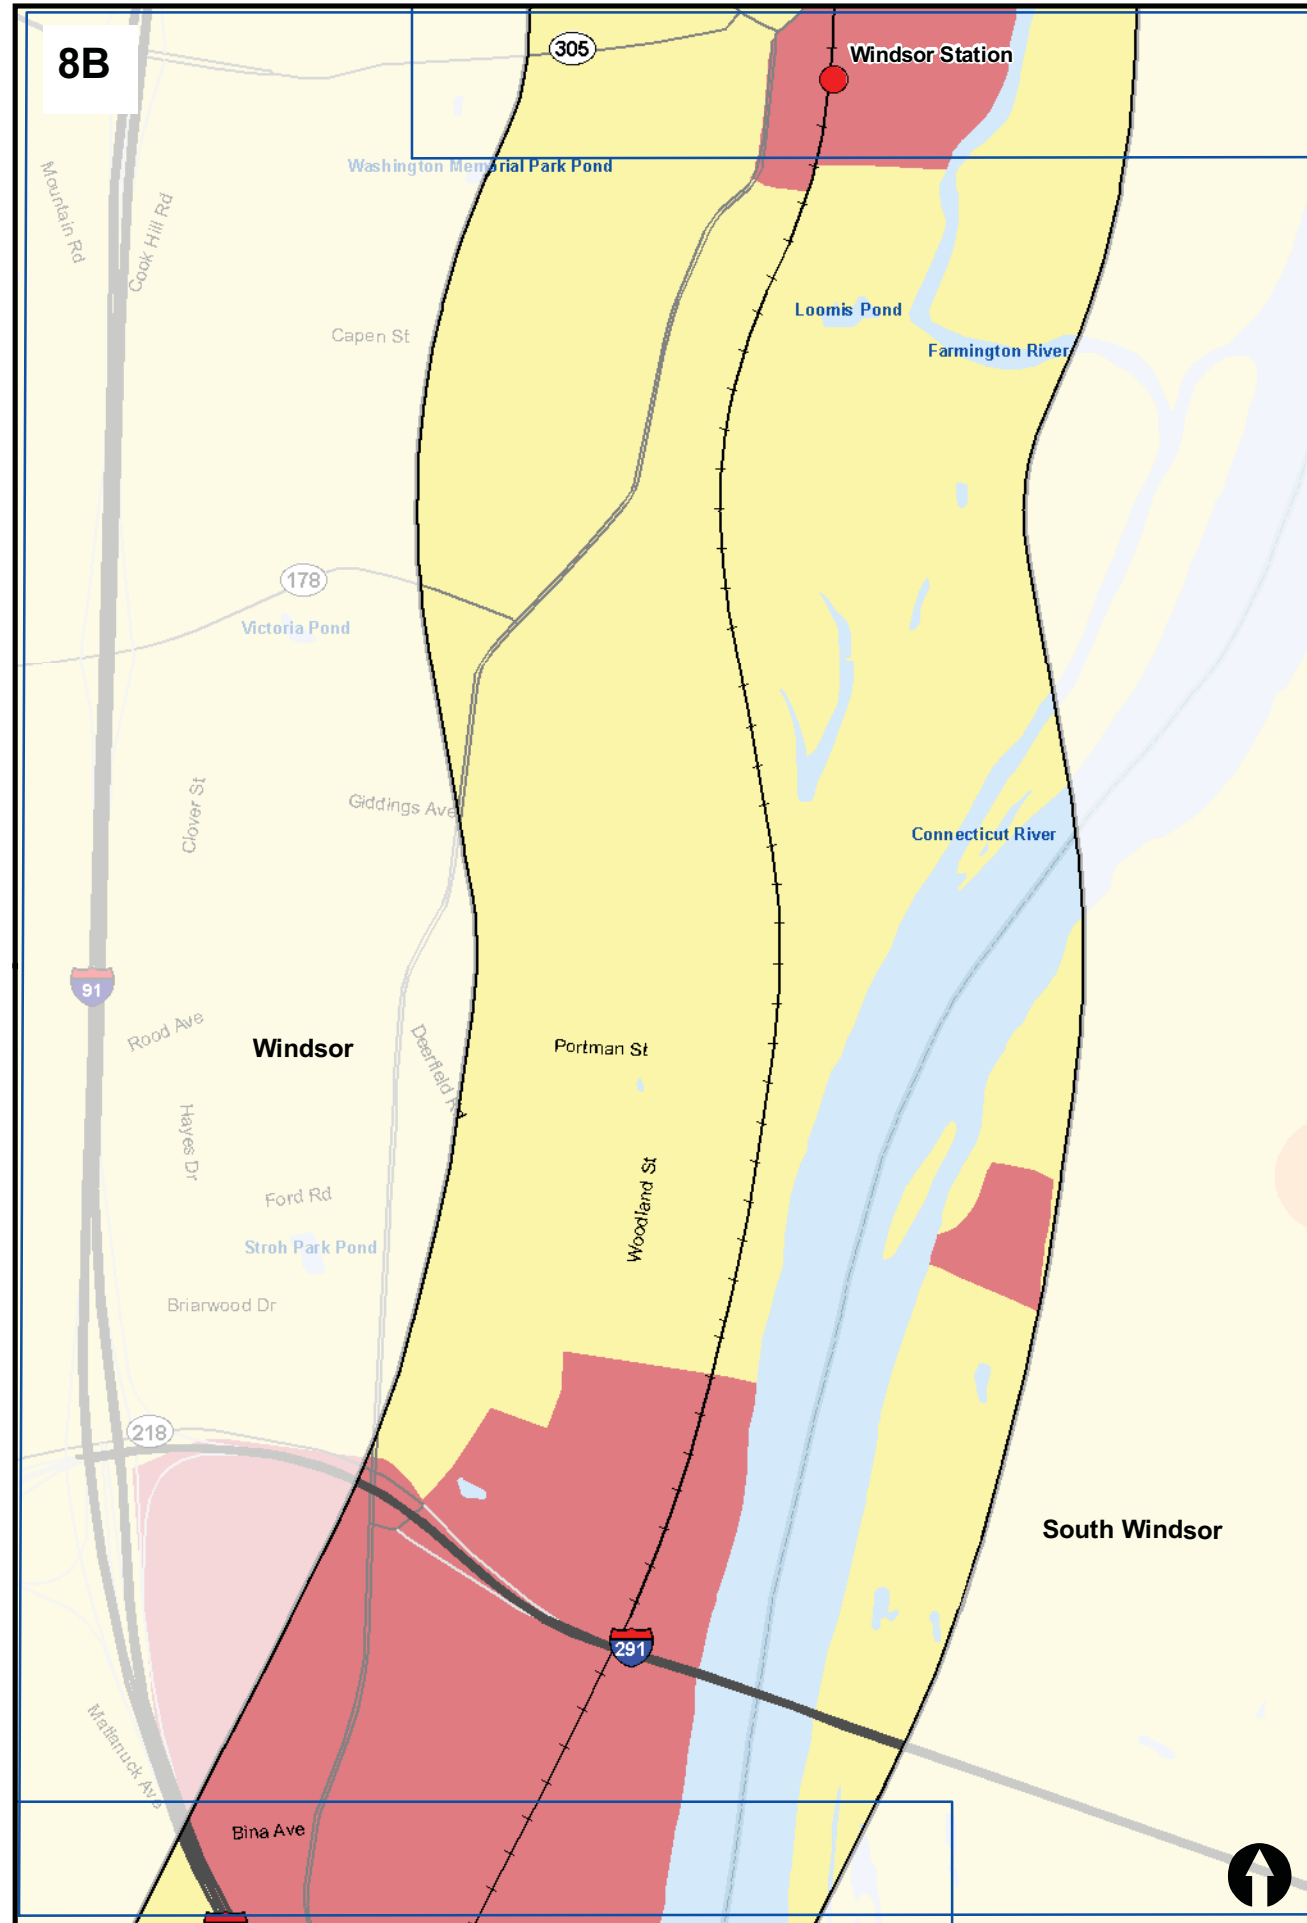 8B
305
Windsor Station
Washington Memorial Park Pond
Mountain Rd
Cook Hill Rd
Loomis Pond
Capen St
Farmington River
178
Victoria Pond
Clover St
Giddings Ave
Connecticut River
91
Rood Ave
Windsor
Deerfield Rd
Portman St
Hayes Dr
Ford Rd
Woodland St
Stroh Park Pond
Briarwood Dr
218
South Windsor
291
Matianuck Ave
Bina Ave